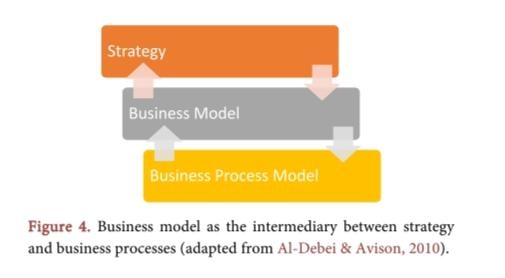 Strategy
Business Model
Business Process Model
Figure 4. Business model as the intermediary between strategy
and business processes (adapted from Al-Debei & Avison, 2010).